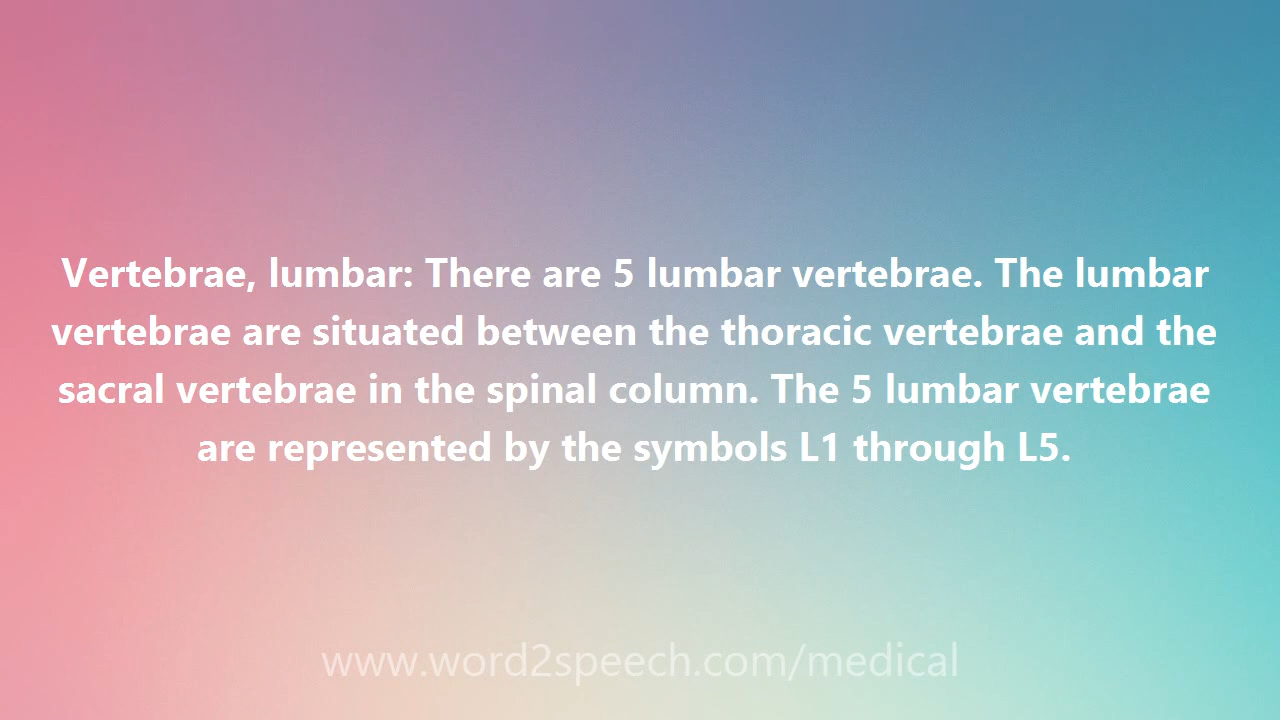 Vertebrae, lumbar: There are 5 lumbar vertebrae. The lumbar
vertebrae are situated between the thoracic vertebrae and the
sacral vertebrae in the spinal column. The 5 lumbar vertebrae
are represented by the symbols L1 through L5.
www.word2speech.com/medical